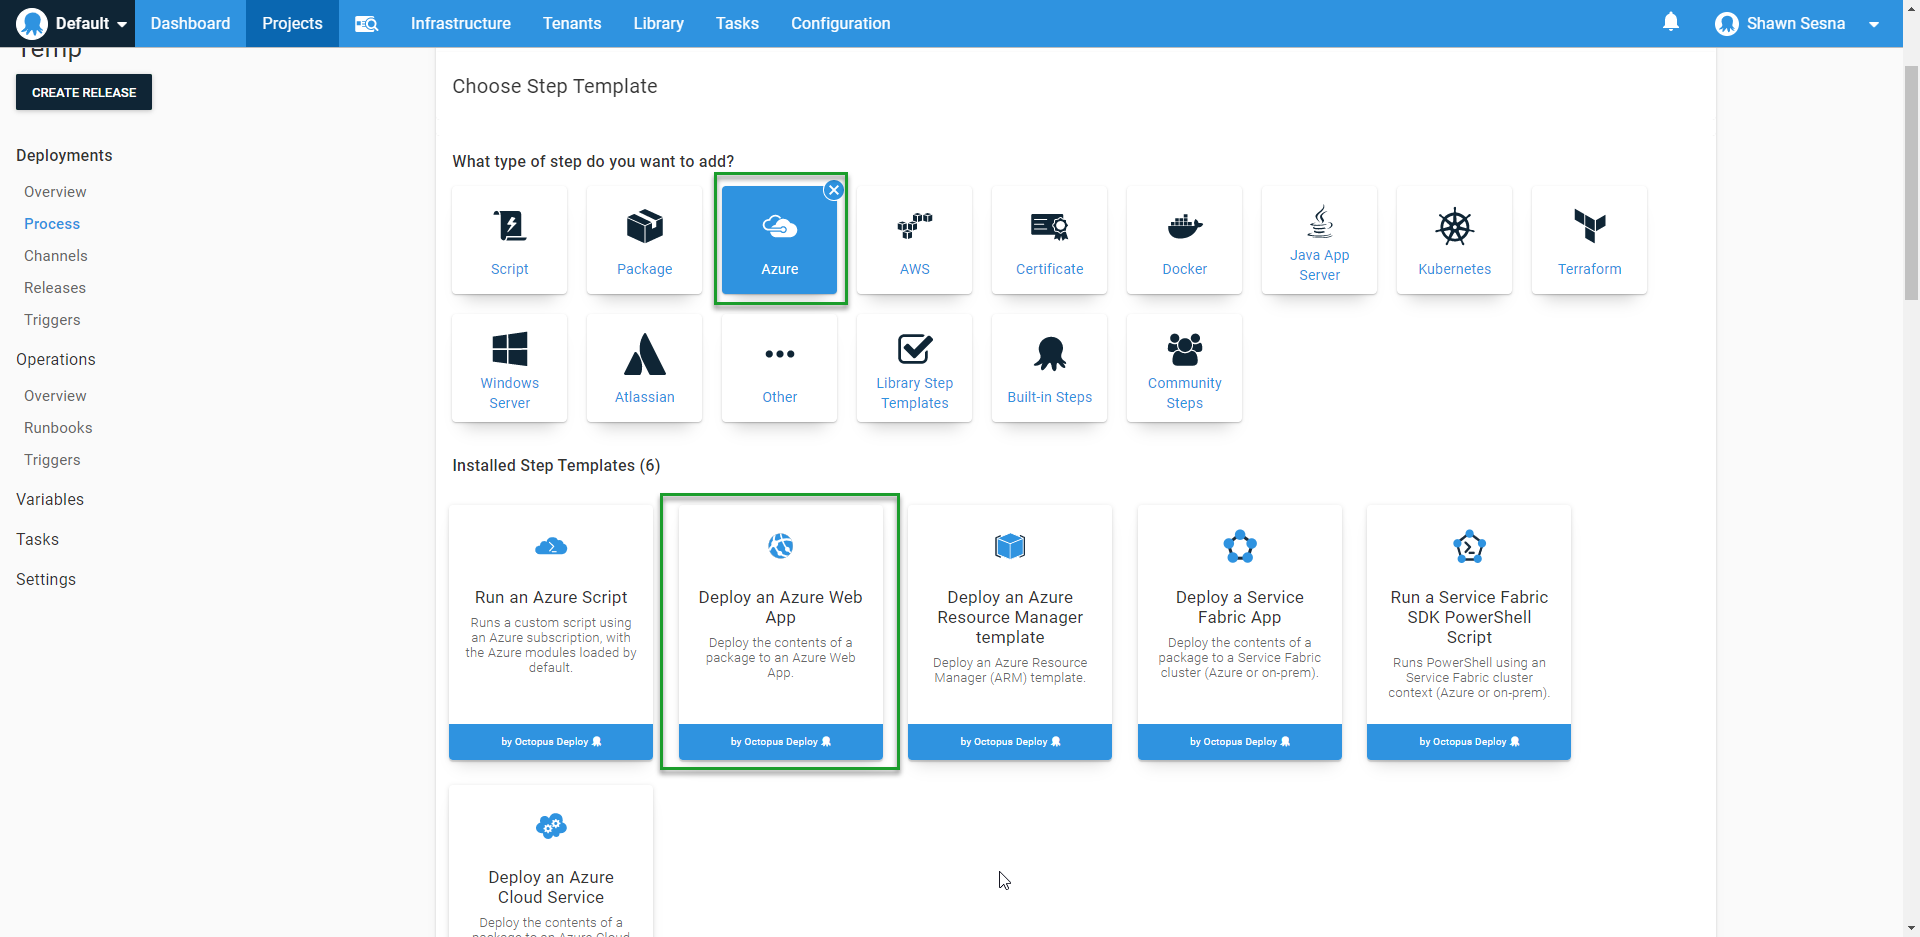 Default
Dashboard
Projects
Infrastructure
Tenants
Library
Tasks
Configuration
Shawn Sesna
Temp
CREATE RELEASE
Deployments
Overview
Process
Channels
Releases
Triggers
Operations
Overview
Runbooks
Triggers
Variables
Tasks
Settings
Choose Step Template
What type of step do you want to add?
Script
Package
Azure
AWS
Certificate
Docker
Java App
Server
Kubernetes
Terraform
Windows
Server
Atlassian
Other
Library Step
Templates
Built-in Steps
Community
Steps
Installed Step Templates (6)
Run an Azure Script
Runs a custom script using
an Azure subscription, with
the Azure modules loaded by
default.
by Octopus Deploy
Deploy an Azure Web
App
Deploy the contents of a
package to an Azure Web
App.
by Octopus Deploy
Deploy an Azure
Resource Manager
template
Deploy an Azure Resource
Manager (ARM) template.
by Octopus Deploy
Deploy a Service
Fabric App
Deploy the contents of a
package to a Service Fabric
cluster (Azure or on-prem).
by Octopus Deploy
Run a Service Fabric
SDK PowerShell
Script
Runs PowerShell using an
Service Fabric cluster
context (Azure or on-prem).
by Octopus Deploy
Deploy an Azure
Cloud Service
Deploy the contents of a
package to an Azure Cloud